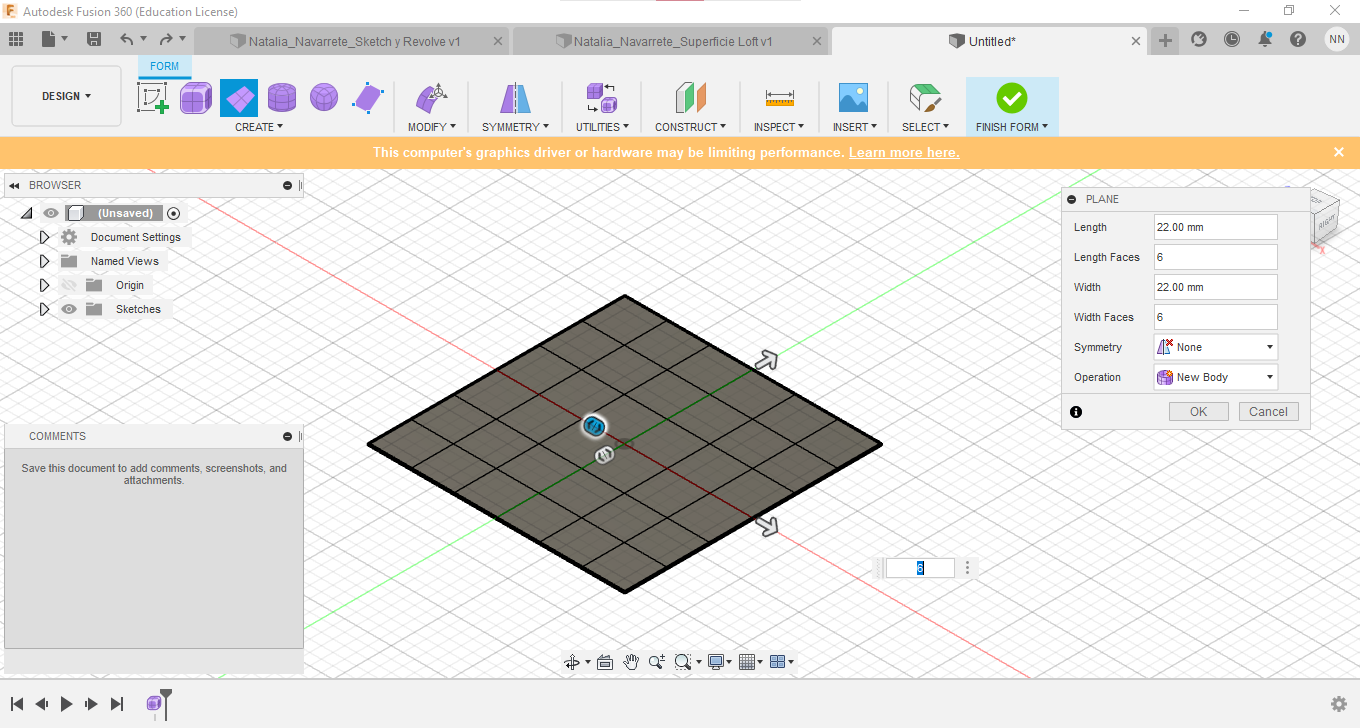 Autodesk Fusion 360 (Education License)
Natalia_Navarrete_Sketch y Revolve v1
Natalia_Navarrete_Superficie Loft v1
Untitled*
NN
FORM
DESIGN
CREATE
MODIFY
SYMMETRY
UTILITIES
CONSTRUCT
INSPECT
INSERT
SELECT
FINISH FORM
This computer's graphics driver or hardware may be limiting performance. Learn more here.
BROWSER
(Unsaved)
Document Settings
Named Views
Origin
Sketches
PLANE
Length 22.00 mm
Length Faces 6
Width 22.00 mm
Width Faces 6
Symmetry None
Operation New Body
OK Cancel
RIGHT
X
COMMENTS
Save this document to add comments, screenshots, and
attachments.
6